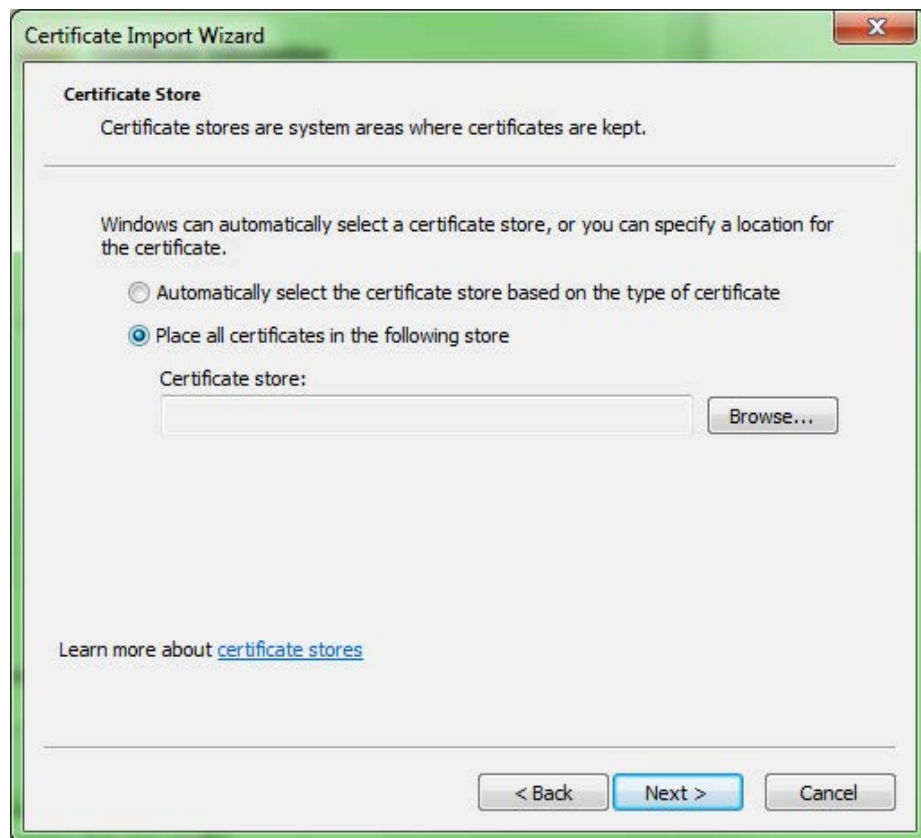 Certificate Import Wizard
Certificate Store
Certificate stores are system areas where certificates are kept.
Windows can automatically select a certificate store, or you can specify a location for
the certificate.
Automatically select the certificate store based on the type of certificate
Place all certificates in the following store
Certificate store:
Browse...
Learn more about certificate stores
< Back Next > Cancel